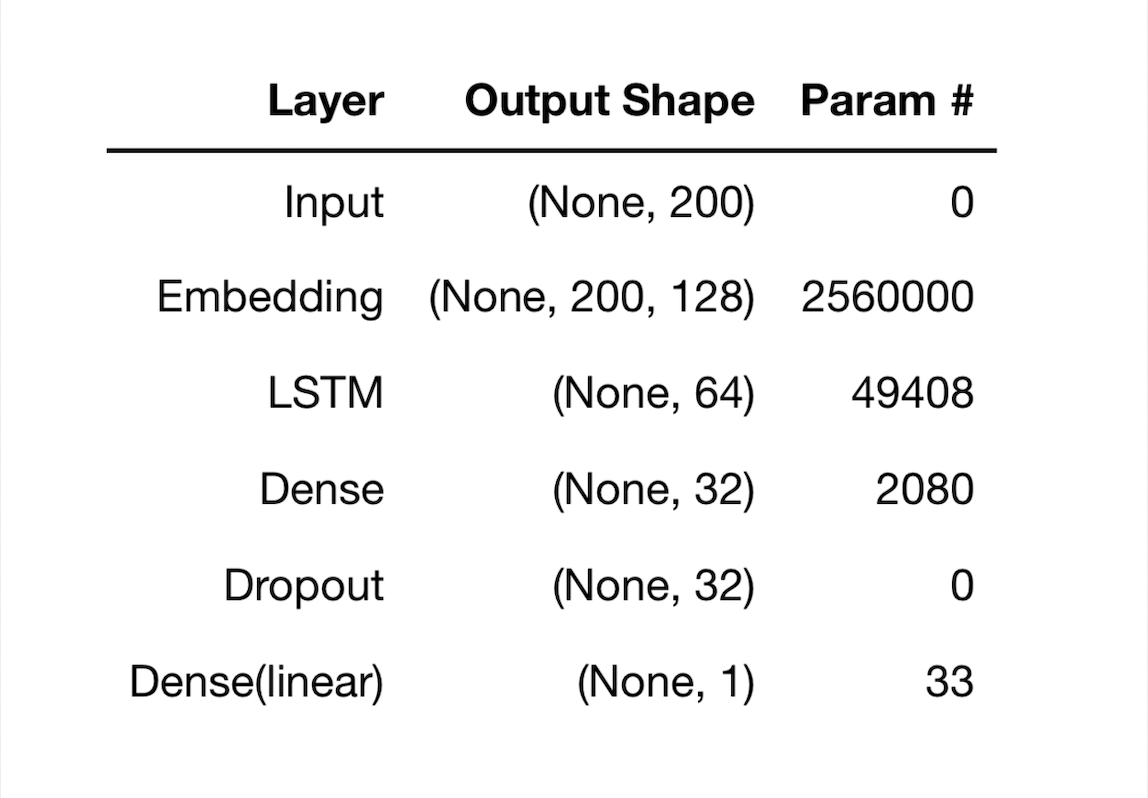 Layer Output Shape Param #
Input (None, 200) 0
Embedding (None, 200, 128) 2560000
LSTM (None, 64) 49408
Dense (None, 32) 2080
Dropout (None, 32) 0
Dense(linear) (None, 1) 33